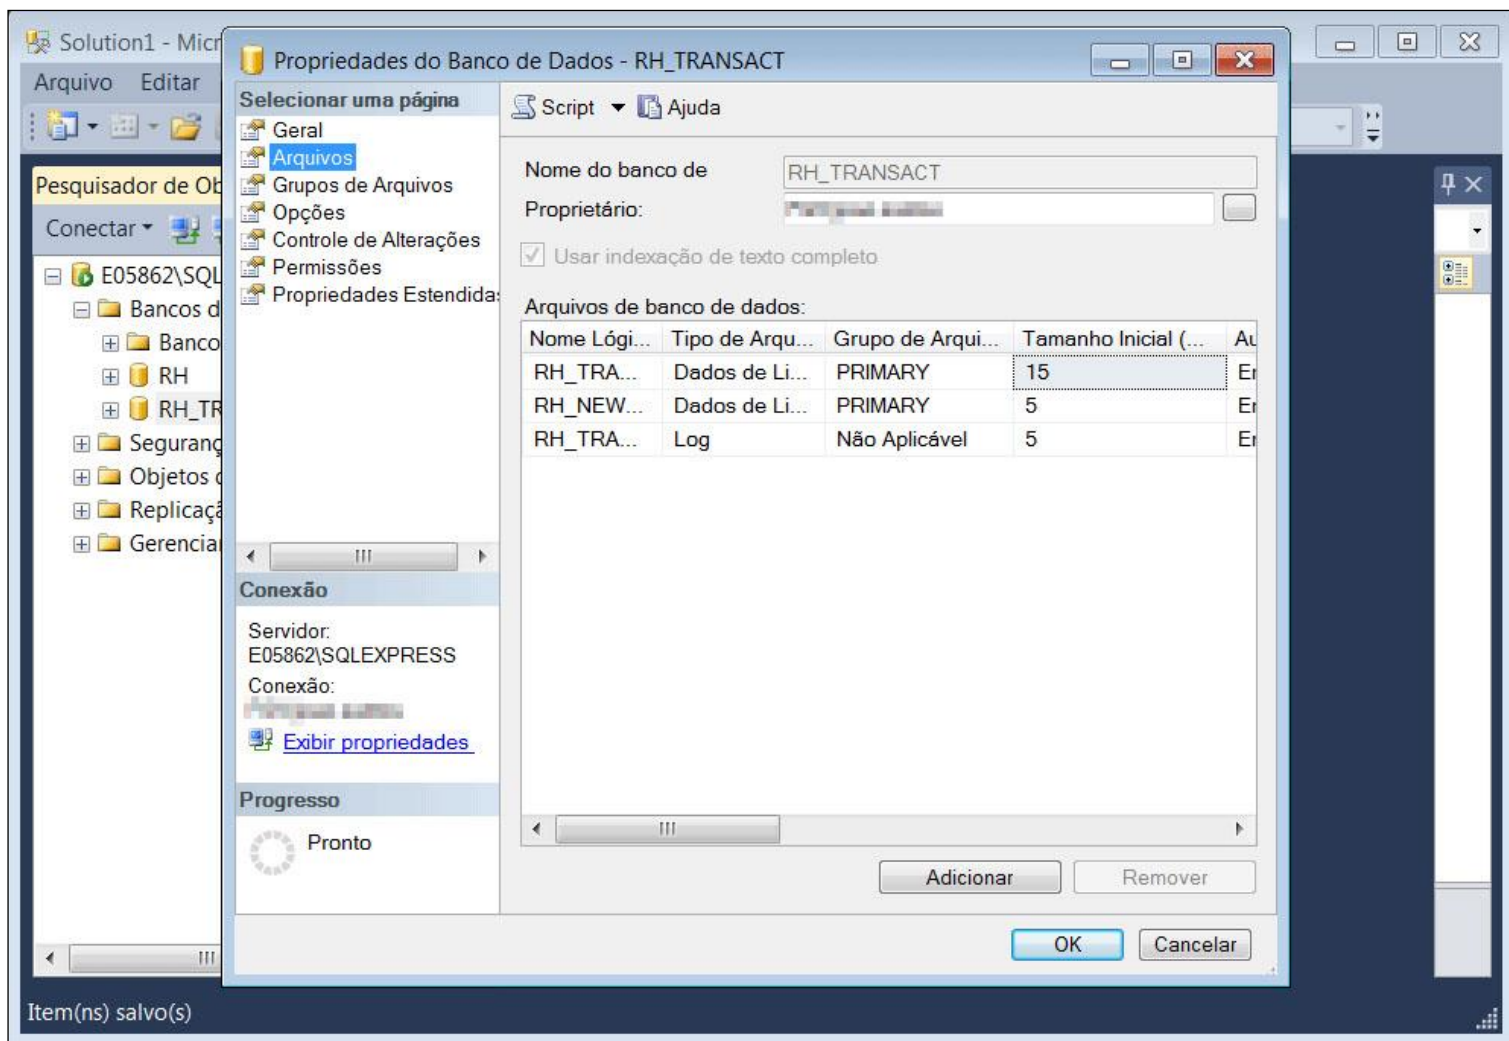 Solution1 - Micr
Arquivo Editar
Pesquisador de Ob
Conectar
E05862\SQL
Bancos d
Banco
RH
RH_TR
Seguranç
Objetos
Replicaçã
Gerenciar
Item(ns) salvo(s)
Propriedades do Banco de Dados - RH_TRANSACT
Selecionar uma página
Geral
Arquivos
Grupos de Arquivos
Opções
Controle de Alterações
Permissões
Propriedades Estendidas
Conexão
Servidor:
E05862\SQLEXPRESS
Conexão:
Exibir propriedades
Progresso
Pronto
Script Ajuda
Nome do banco de RH_TRANSACT
Proprietário:
Usar indexação de texto completo
Arquivos de banco de dados:
Nome Lógi... Tipo de Arqu... Grupo de Arqui... Tamanho Inicial (... Au
RH_TRA... Dados de Li... PRIMARY 15 Er
RH_NEW... Dados de Li... PRIMARY 5 Er
RH_TRA... Log Não Aplicável 5 Er
Adicionar Remover
OK Cancelar